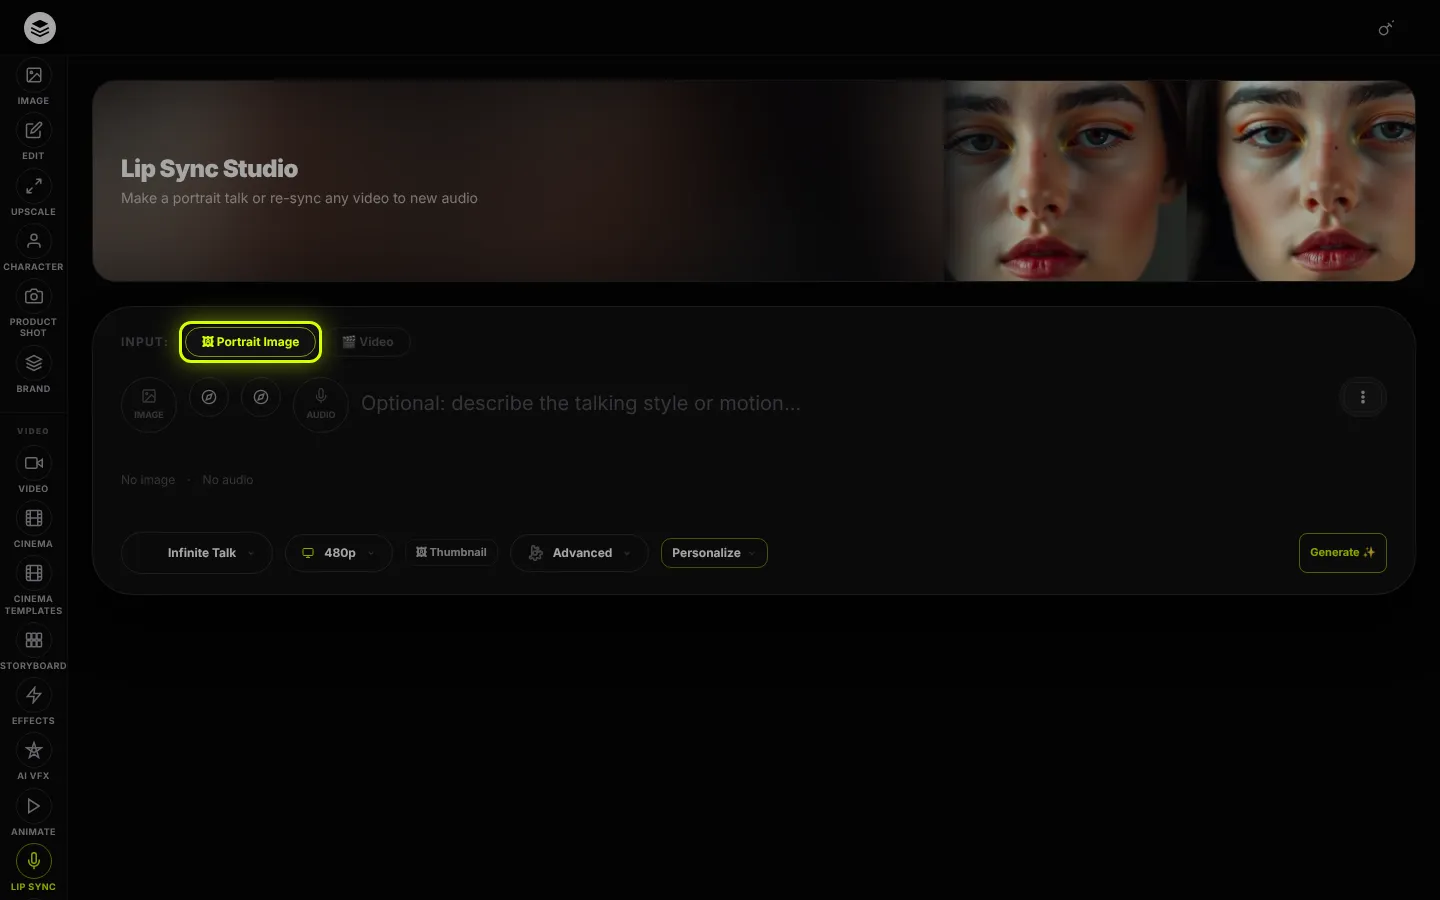 IMAGE
EDIT
UPSCALE
CHARACTER
PRODUCT
SHOT
BRAND
VIDEO
VIDEO
CINEMA
CINEMA
TEMPLATES
STORYBOARD
EFFECTS
AI VFX
ANIMATE
LIP SYNC
Lip Sync Studio
Make a portrait talk or re-sync any video to new audio
INPUT:
Portrait Image
Video
IMAGE
AUDIO
Optional: describe the talking style or motion...
No image · No audio
Infinite Talk
480p
Thumbnail
Advanced
Personalize
Generate ✨